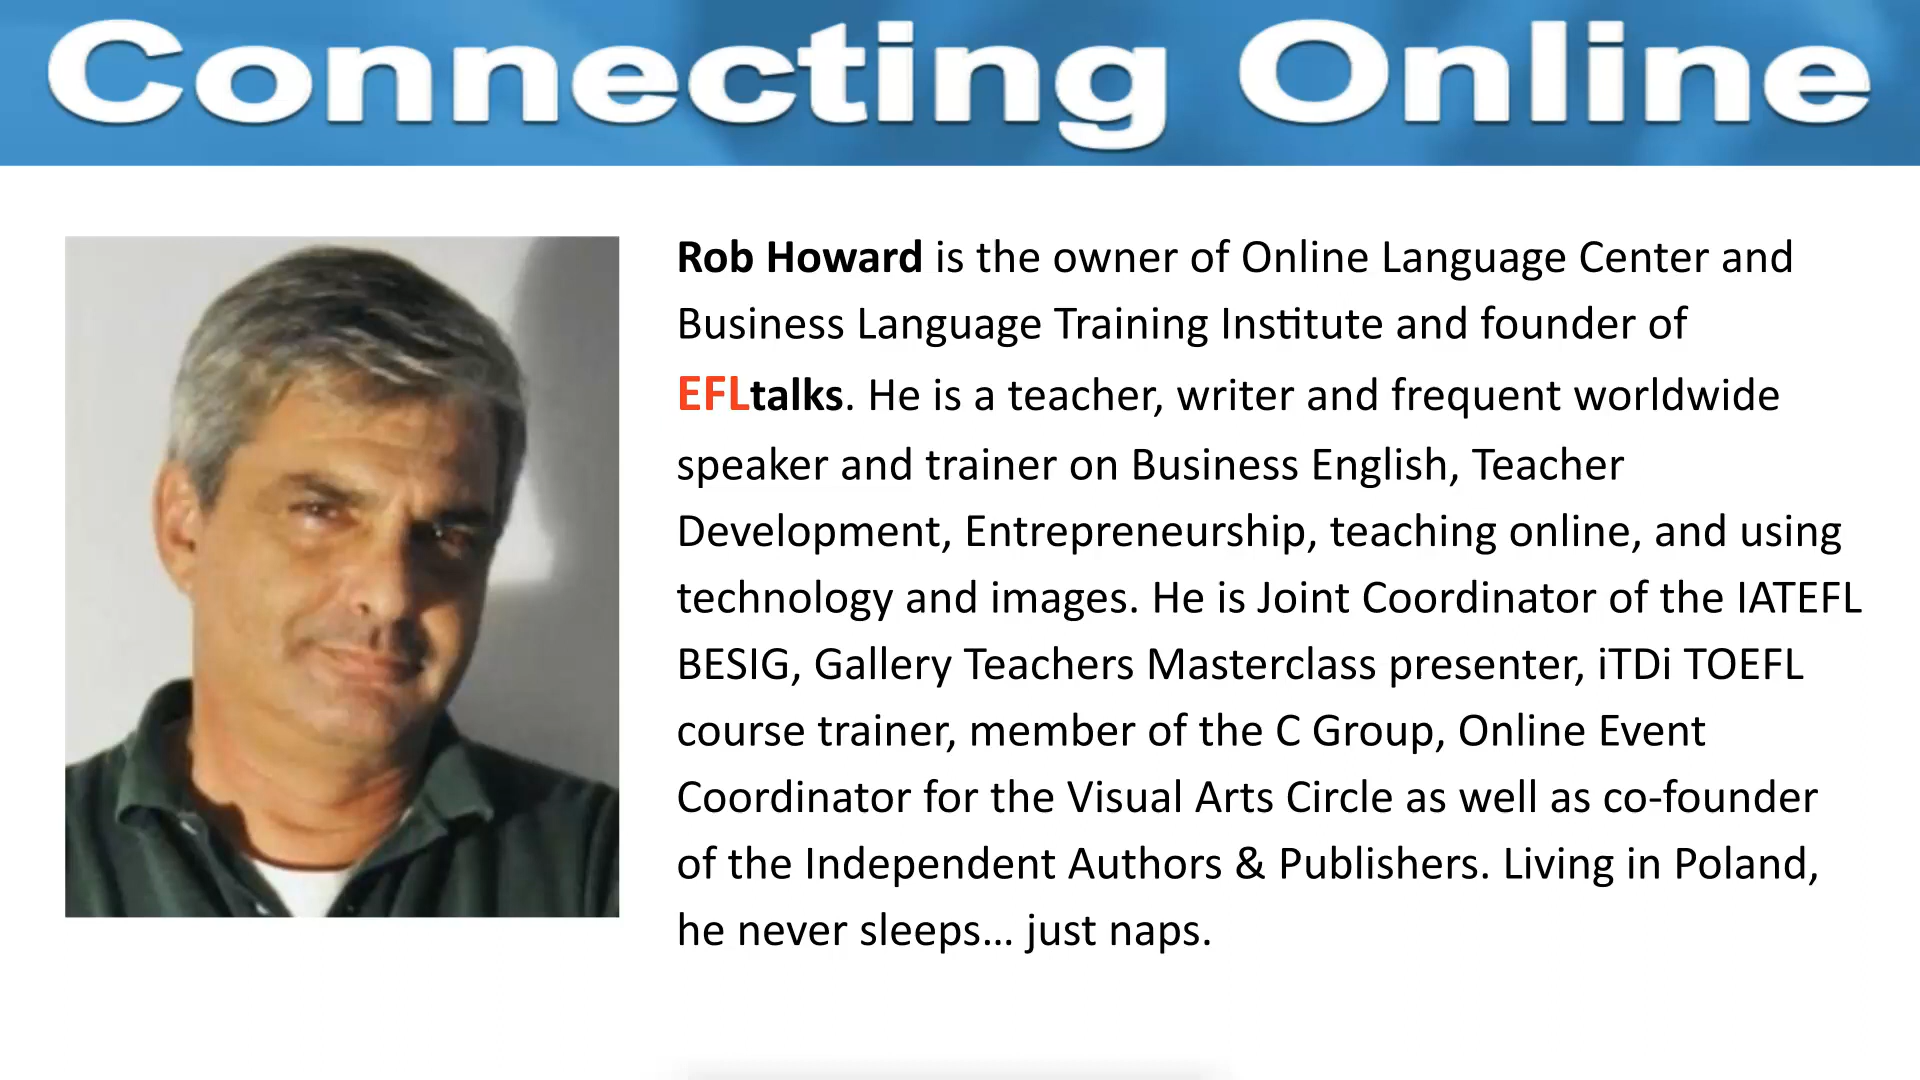 Connecting Online
Rob Howard is the owner of Online Language Center and
Business Language Training Institute and founder of
EFLtalks. He is a teacher, writer and frequent worldwide
speaker and trainer on Business English, Teacher
Development, Entrepreneurship, teaching online, and using
technology and images. He is Joint Coordinator of the IATEFL
BESIG, Gallery Teachers Masterclass presenter, iTDi TOEFL
course trainer, member of the C Group, Online Event
Coordinator for the Visual Arts Circle as well as co-founder
of the Independent Authors & Publishers. Living in Poland,
he never sleeps... just naps.